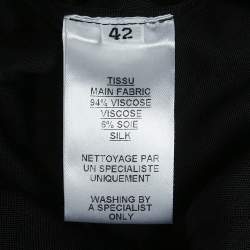 42
TISSU
MAIN FABRIC
94% VISCOSE
VISCOSE
6% SOIE
SILK
NETTOYAGE PAR
UN SPECIALISTE
UNIQUEMENT
WASHING BY
A SPECIALIST
ONLY